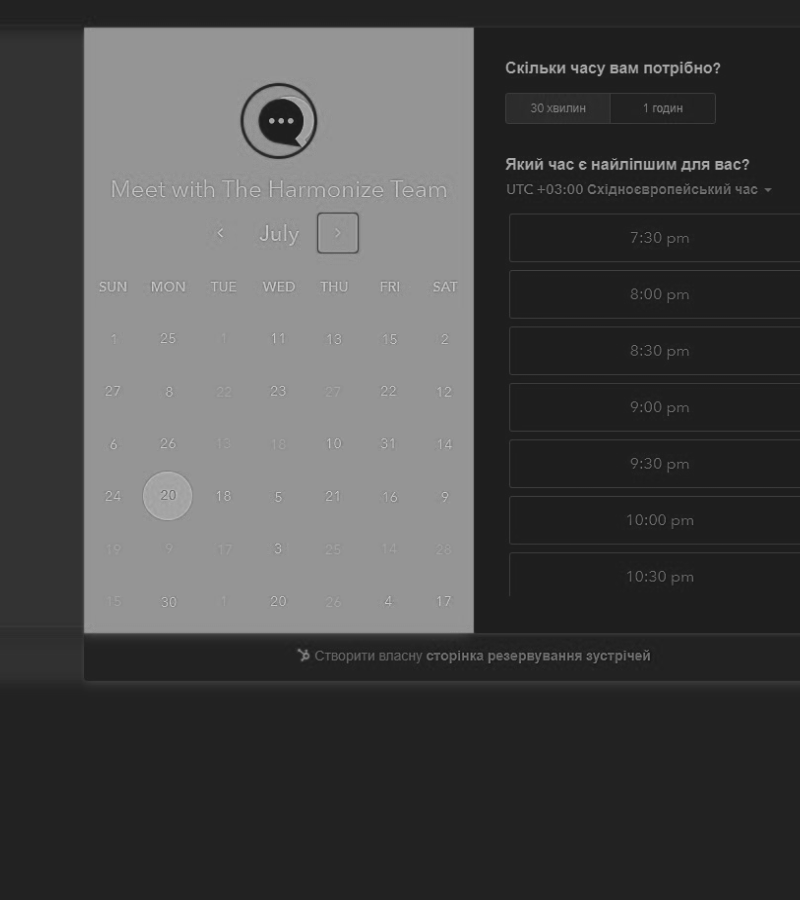 Meet with The Harmonize Team
July
SUN MON TUE WED THU FRI SAT
1 25 1 11 13 15 2
27 8 22 23 27 22 12
6 26 13 18 10 31 14
24 20 18 5 21 16 9
19 9 17 3 25 14 28
15 30 1 20 26 4 17
Скільки часу вам потрібно?
30 хвилин 1 годин
Який час є найліпшим для вас?
UTC +03:00 Східноєвропейський час
7:30 pm
8:00 pm
8:30 pm
9:00 pm
9:30 pm
10:00 pm
10:30 pm
Створити власну сторінка резервування зустрічей